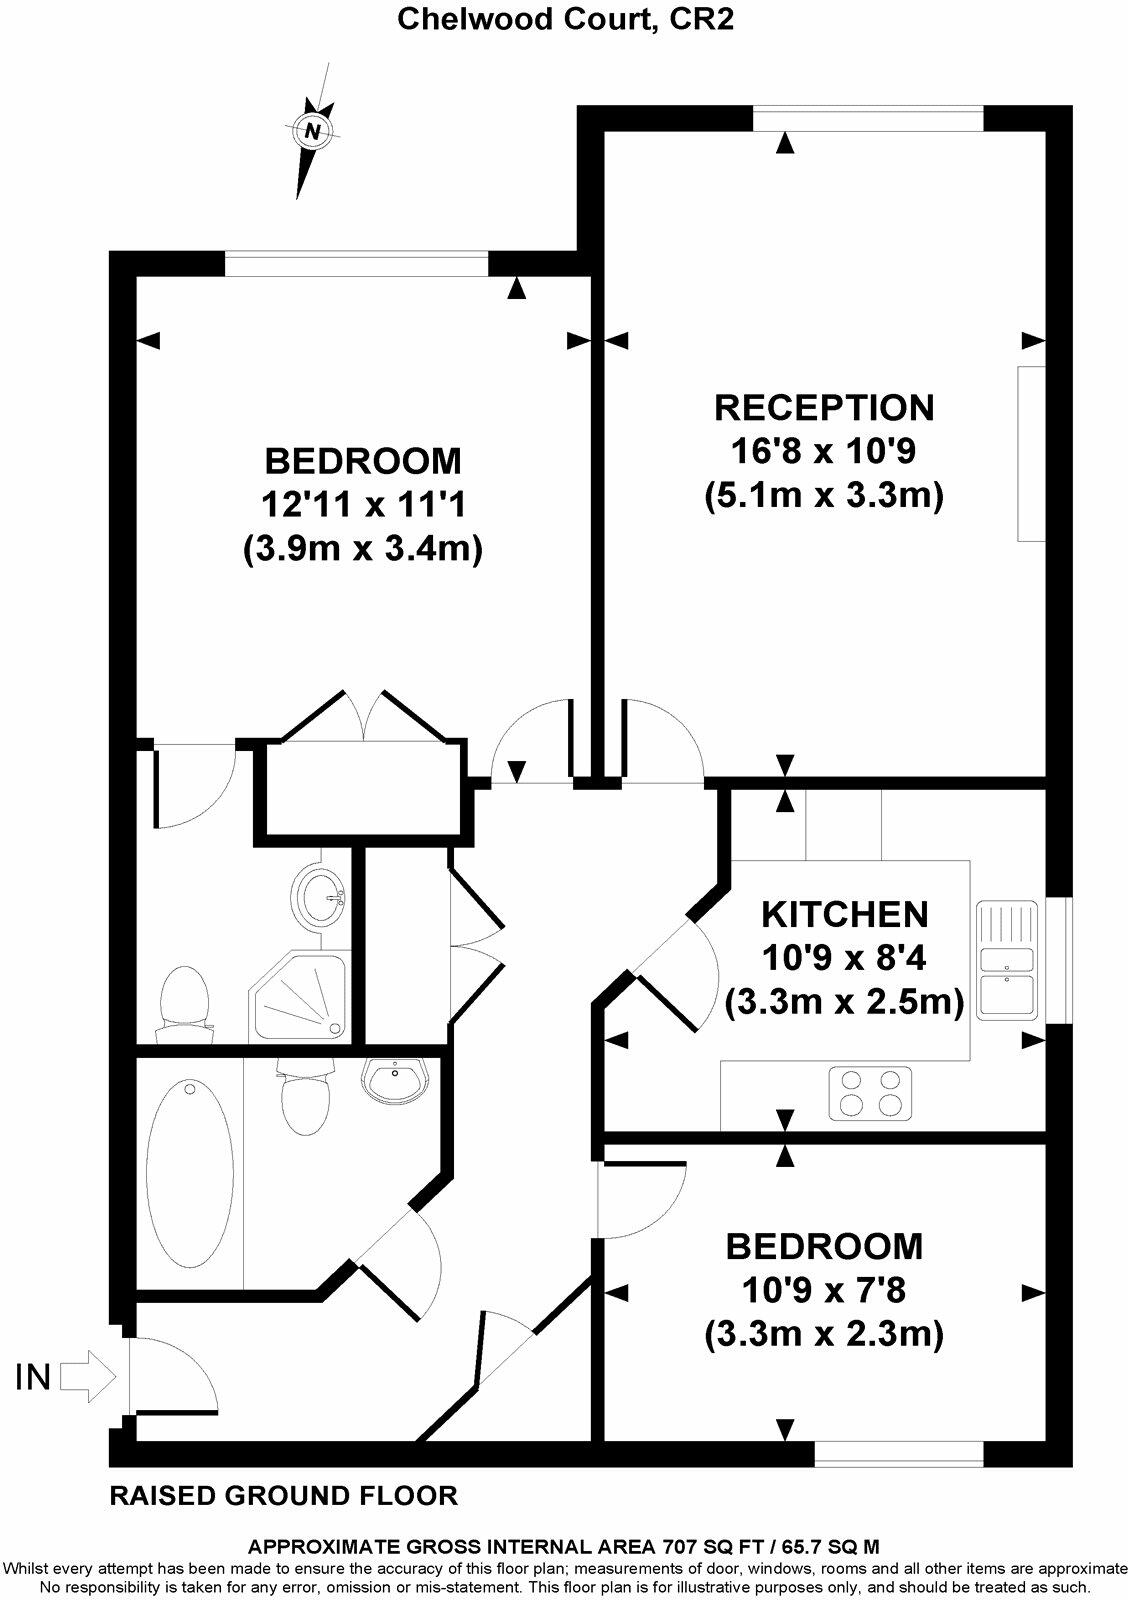 Chelwood Court, CR2
N
RECEPTION
16'8 x 10'9
(5.1m x 3.3m)
BEDROOM
12'11 x 11'1
(3.9m x 3.4m)
KITCHEN
10'9 x 8'4
(3.3m x 2.5m)
BEDROOM
10'9 x 7'8
(3.3m x 2.3m)
IN
RAISED GROUND FLOOR
APPROXIMATE GROSS INTERNAL AREA 707 SQ FT / 65.7 SQ M
Whilst every attempt has been made to ensure the accuracy of this floor plan; measurements of door, windows, rooms and all other items are approximate
No responsibility is taken for any error, omission or mis-statement. This floor plan is for illustrative purposes only, and should be treated as such.